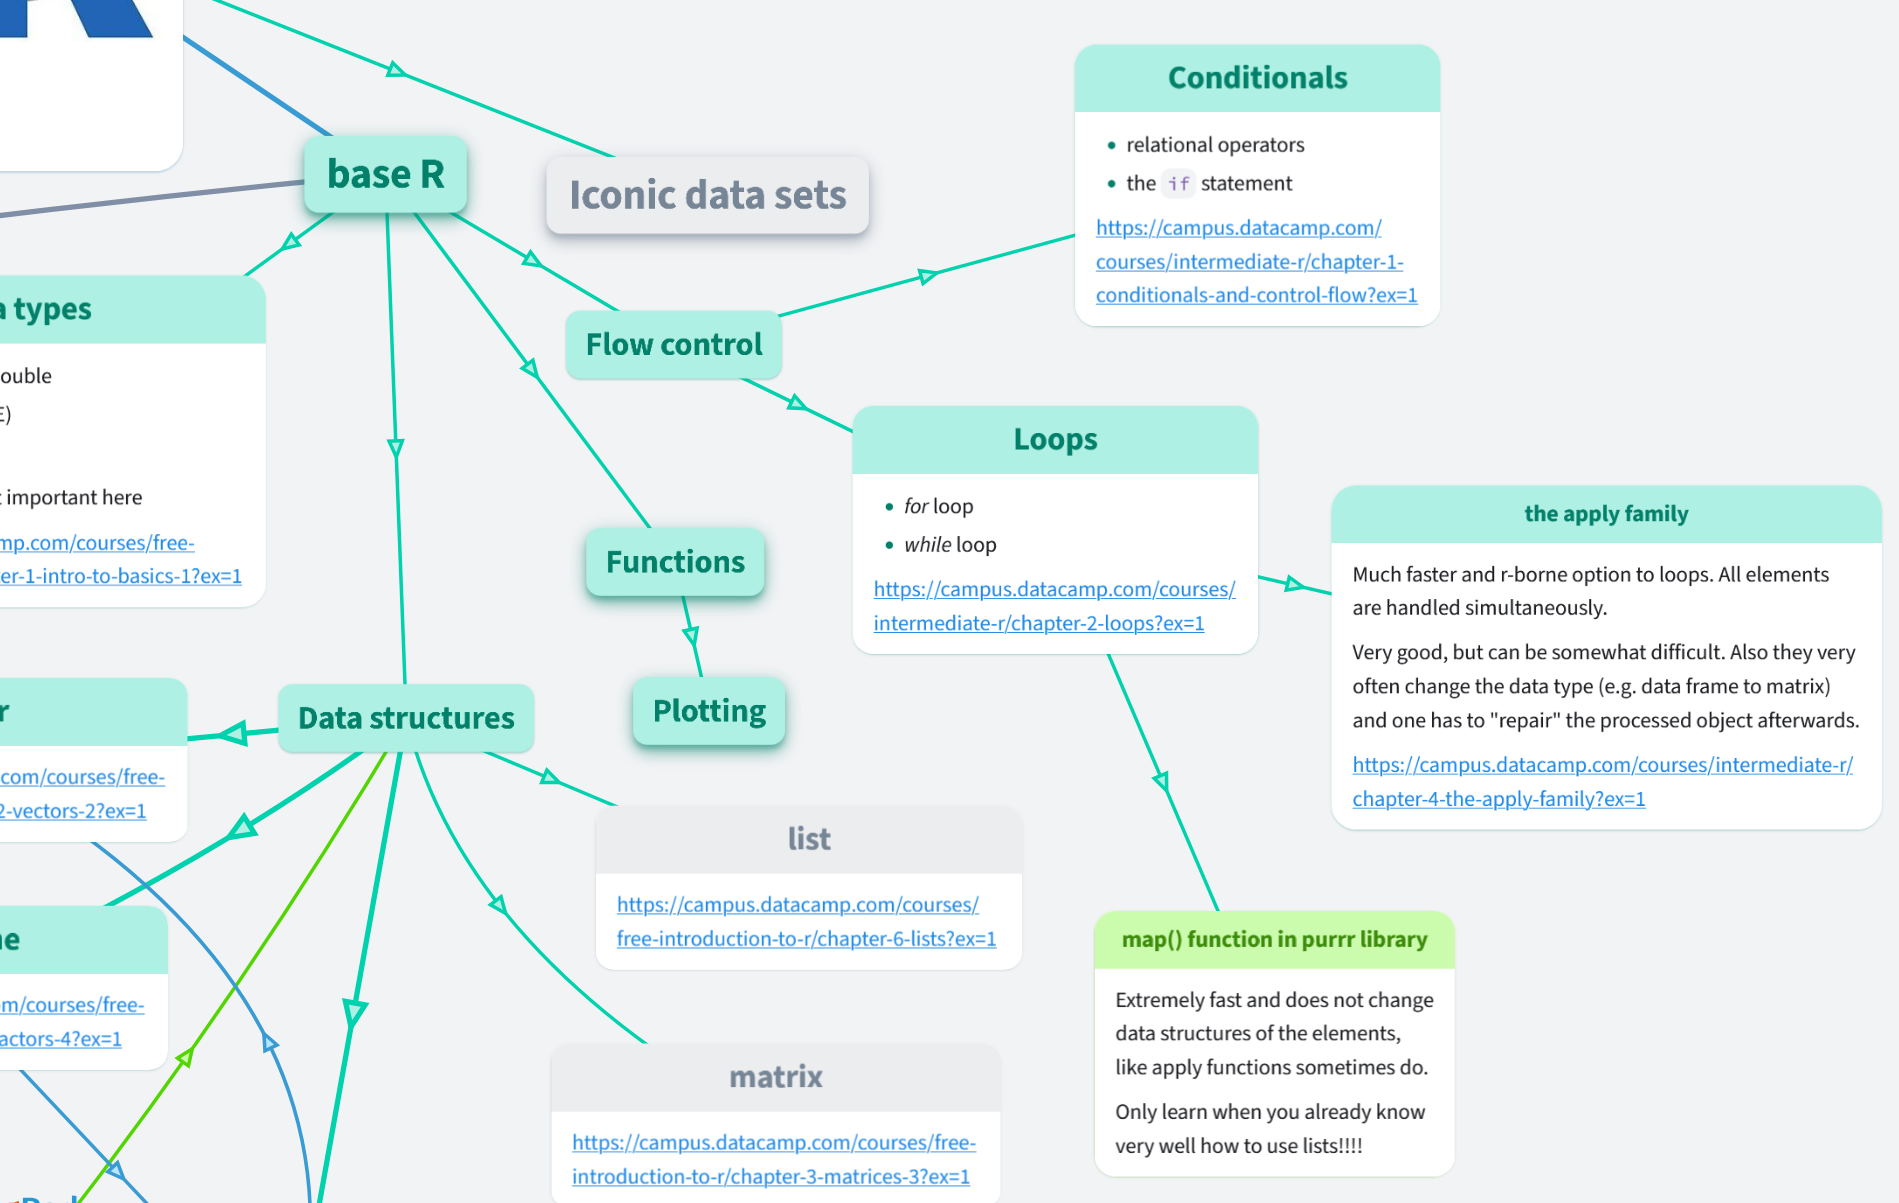 base R
Iconic data sets
Conditionals
relational operators
the if statement
https://campus.datacamp.com/
courses/intermediate-r/chapter-1-
conditionals-and-control-flow?ex=1
types
ouble
E)
important here
mp.com/courses/free-
er-1-intro-to-basics-1?ex=1
Flow control
Loops
for loop
while loop
https://campus.datacamp.com/courses/
intermediate-r/chapter-2-loops?ex=1
the apply family
Much faster and r-borne option to loops. All elements
are handled simultaneously.
Very good, but can be somewhat difficult. Also they very
often change the data type (e.g. data frame to matrix)
and one has to "repair" the processed object afterwards.
https://campus.datacamp.com/courses/intermediate-r/
chapter-4-the-apply-family?ex=1
Functions
Plotting
Data structures
r
com/courses/free-
2-vectors-2?ex=1
list
https://campus.datacamp.com/courses/
free-introduction-to-r/chapter-6-lists?ex=1
e
om/courses/free-
actors-4?ex=1
matrix
https://campus.datacamp.com/courses/free-
introduction-to-r/chapter-3-matrices-3?ex=1
map() function in purrr library
Extremely fast and does not change
data structures of the elements,
like apply functions sometimes do.
Only learn when you already know
very well how to use lists!!!!